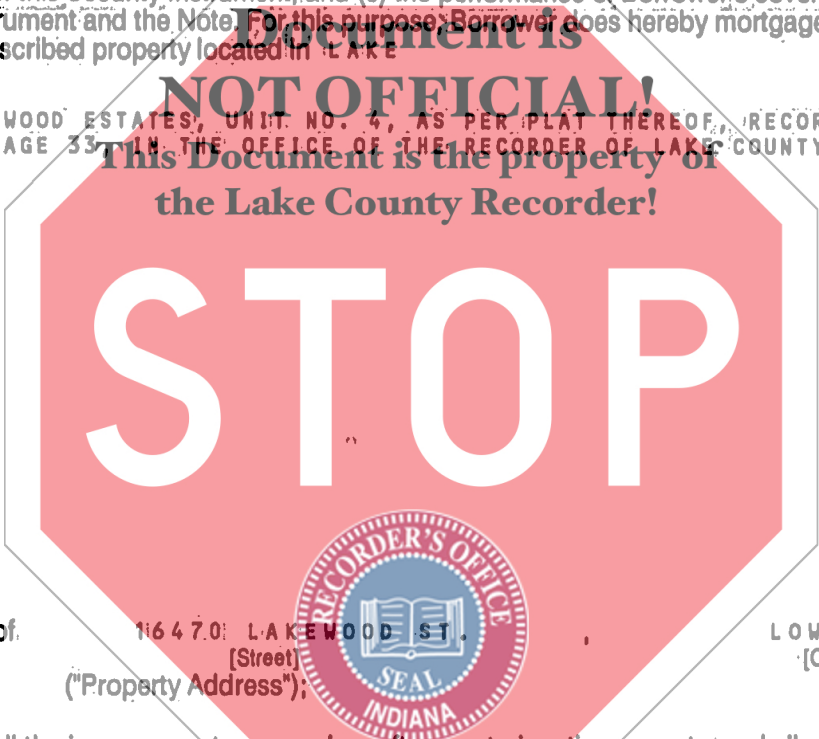 ument and the Note. For this purpose, Borrower does hereby mortgage
scribed property located in LAKE
Document is
NOT OFFICIAL!
WOOD ESTATES, UNIT NO. 4, AS PER PLAT THEREOF, RECOR
AGE 33, IN THE OFFICE OF THE RECORDER OF LAKE COUNTY
This Document is the property of
the Lake County Recorder!
STOP
RECORDER'S OFFICE
SEAL
INDIANA
of 16470 LAKEWOOD ST. , LOW
[Street] [C
("Property Address");